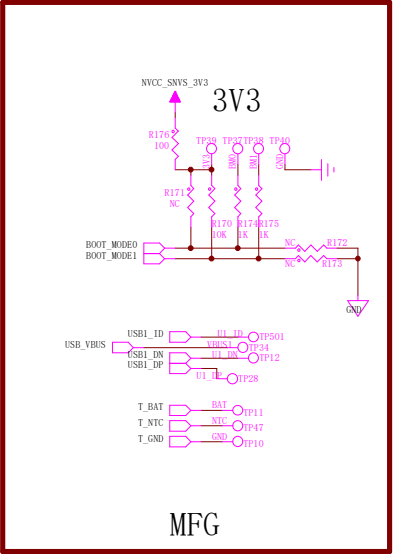 NVCC_SNVS_3V3
3V3
R176
100
TP39
TP37
TP38
TP40
3V3
BM0
BM1
GND
R171
NC
R170
10K
R174
1K
R175
1K
BOOT_MODE0
NC
R172
BOOT_MODE1
NC
R173
GND
USB1_ID
U1_ID
TP501
USB_VBUS
VBUS1
TP34
USB1_DN
U1_DN
TP12
USB1_DP
U1_DP
TP28
T_BAT
BAT
TP11
T_NTC
NTC
TP47
T_GND
GND
TP10
MFG